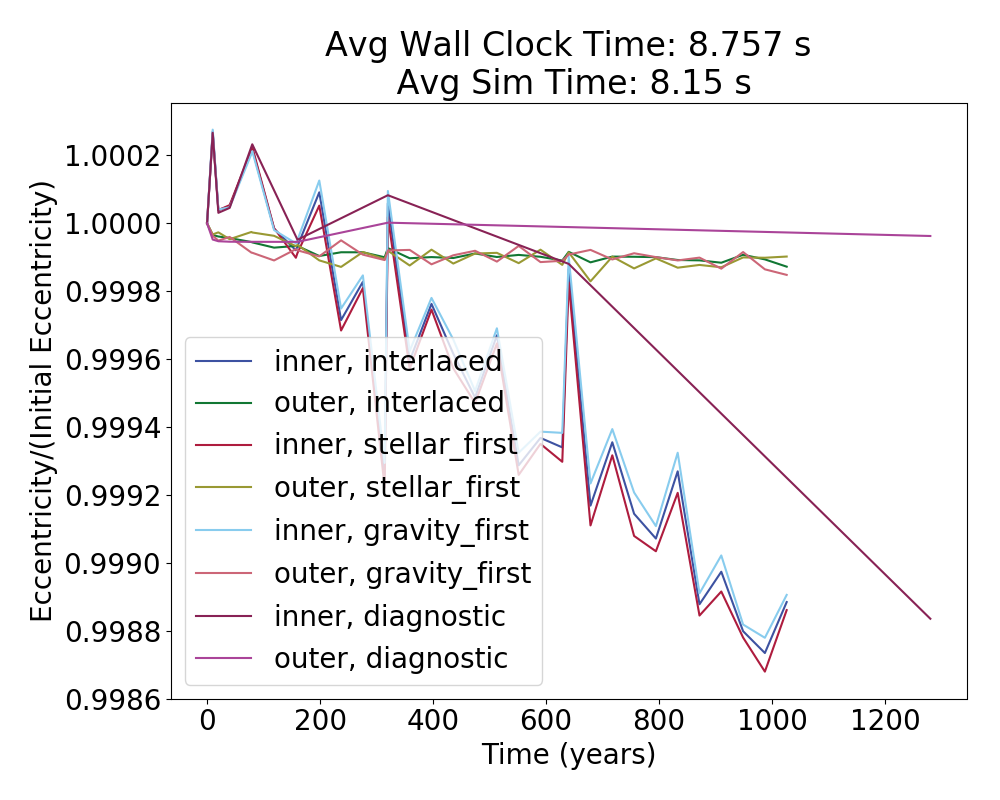 Avg Wall Clock Time: 8.757 s
Avg Sim Time: 8.15 s
Eccentricity/(Initial Eccentricity)
1.0002
1.0000
0.9998
0.9996
0.9994
0.9992
0.9990
0.9988
0.9986
inner, interlaced
outer, interlaced
inner, stellar_first
outer, stellar_first
inner, gravity_first
outer, gravity_first
inner, diagnostic
outer, diagnostic
0 200 400 600 800 1000 1200
Time (years)